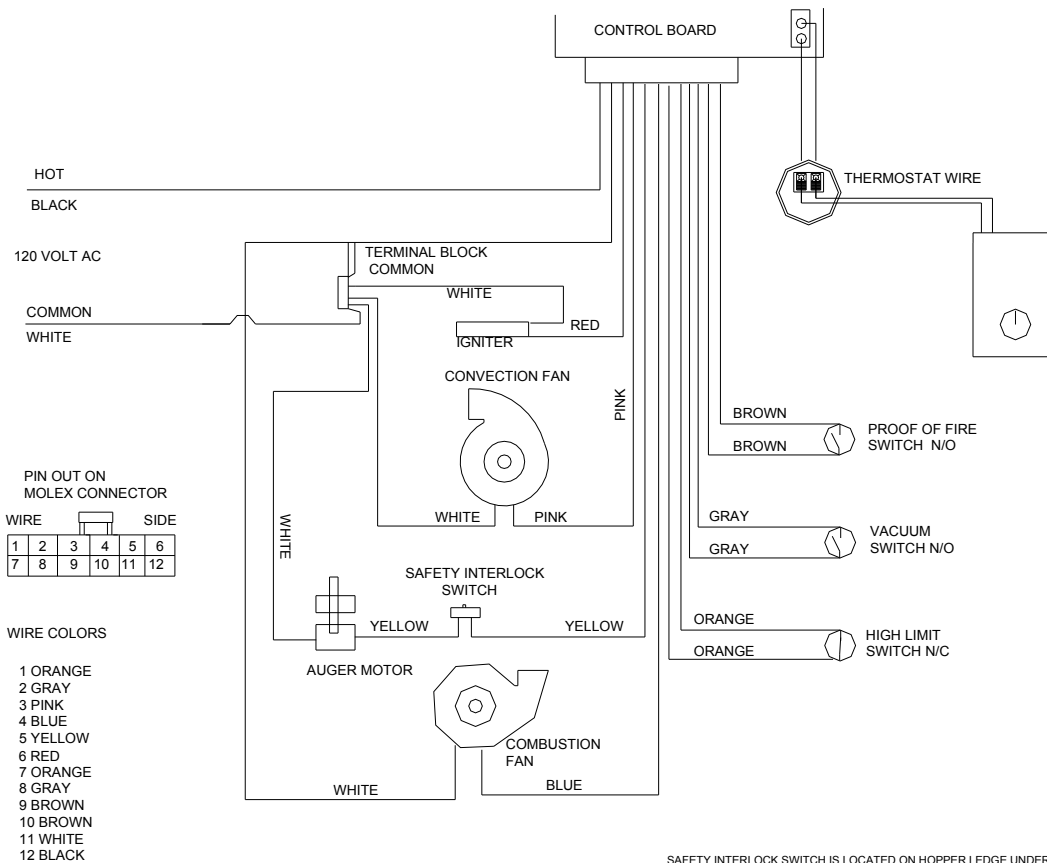 CONTROL BOARD
HOT
BLACK
THERMOSTAT WIRE
120 VOLT AC
TERMINAL BLOCK
COMMON
WHITE
COMMON
WHITE
RED
IGNITER
CONVECTION FAN
PINK
BROWN
BROWN
PROOF OF FIRE
SWITCH N/O
PIN OUT ON
MOLEX CONNECTOR
WIRE SIDE
1 2 3 4 5 6
7 8 9 10 11 12
WHITE
WHITE PINK
GRAY
GRAY
VACUUM
SWITCH N/O
SAFETY INTERLOCK
SWITCH
YELLOW YELLOW
AUGER MOTOR
ORANGE
ORANGE
HIGH LIMIT
SWITCH N/C
WIRE COLORS
1 ORANGE
2 GRAY
3 PINK
4 BLUE
5 YELLOW
6 RED
7 ORANGE
8 GRAY
9 BROWN
10 BROWN
11 WHITE
12 BLACK
COMBUSTION
FAN
WHITE
BLUE
SAFETY INTERLOCK SWITCH IS LOCATED ON HOPPER LEDGE UNDER